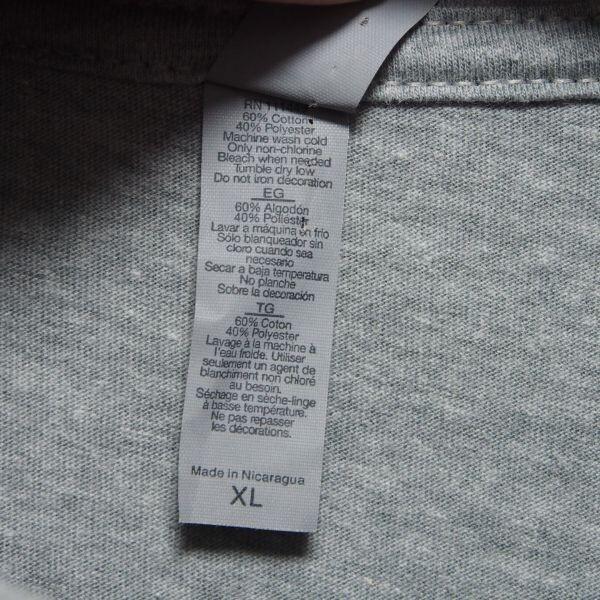 RN
60% Cotton
40% Polyester
Machine wash cold
Only non-chlorine
Bleach when needed
Tumble dry low
Do not iron decoration
EG
60% Algodón
40% Poliester
Lavar a máquina en frio
Sólo blanqueador sin
cloro cuando sea
necesario
Secar a baja temperatura
No planche
Sobre la decoración
TG
60% Coton
40% Polyester
Lavage à la machine à
l'eau froide. Utiliser
seulement un agent de
blanchiment non chloré
au besoin.
Séchage en sèche-linge
à basse température.
Ne pas repasser
les décorations.
Made in Nicaragua
XL